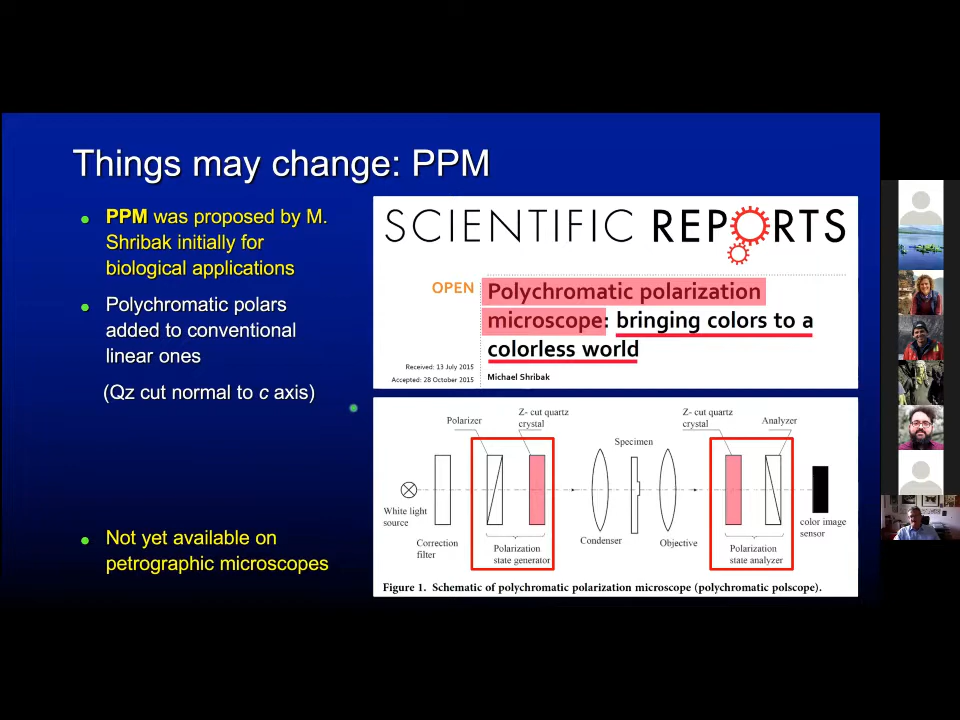 Things may change: PPM
PPM was proposed by M.
Shribak initially for
biological applications
Polychromatic polars
added to conventional
linear ones
(Qz cut normal to c axis)
Not yet available on
petrographic microscopes
SCIENTIFIC REPORTS
OPEN
Polychromatic polarization
microscope: bringing colors to a
colorless world
Received: 13 July 2015
Accepted: 28 October 2015
Michael Shribak
Polarizer
Z- cut quartz
crystal
Specimen
Z- cut quartz
crystal
Analyzer
White light
source
Correction
filter
Polarization
state generator
Condenser
Objective
Polarization
state analyzer
color image
sensor
Figure 1. Schematic of polychromatic polarization microscope (polychromatic polscope).